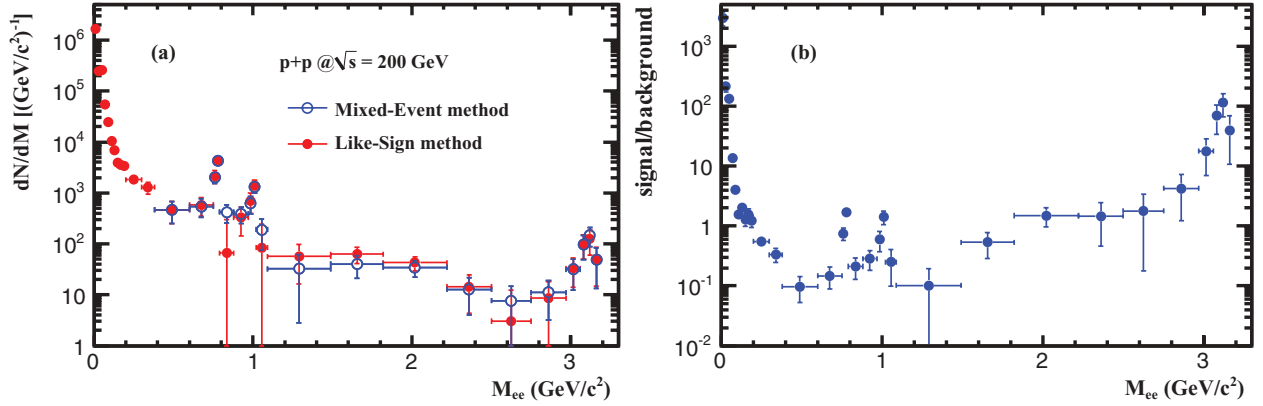 dN/dM [(GeV/c²)⁻¹]
10⁶
10⁵
10⁴
10³
10²
10
1
(a)
p+p @√s = 200 GeV
Mixed-Event method
Like-Sign method
0 1 2 3
M_ee (GeV/c²)
signal/background
10³
10²
10
1
10⁻¹
10⁻²
(b)
0 1 2 3
M_ee (GeV/c²)